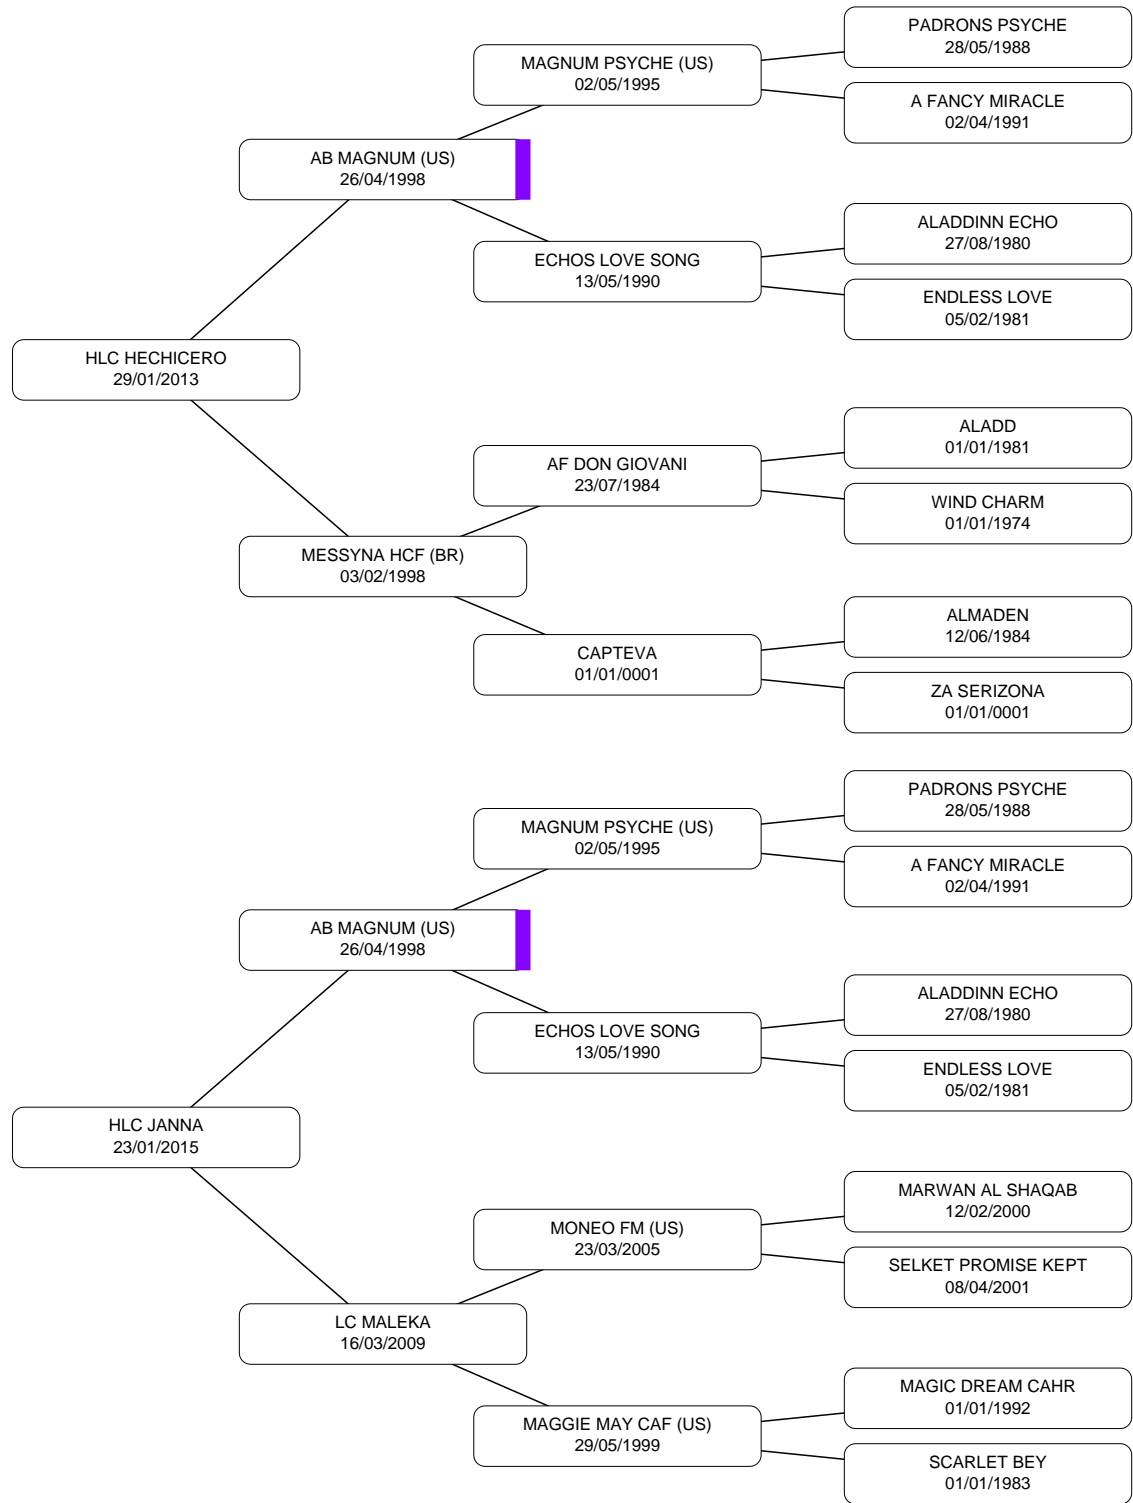 PADRONS PSYCHE
28/05/1988
MAGNUM PSYCHE (US)
02/05/1995
A FANCY MIRACLE
02/04/1991
AB MAGNUM (US)
26/04/1998
ALADDINN ECHO
27/08/1980
ECHOS LOVE SONG
13/05/1990
ENDLESS LOVE
05/02/1981
HLC HECHICERO
29/01/2013
ALADD
01/01/1981
AF DON GIOVANI
23/07/1984
WIND CHARM
01/01/1974
MESSYNA HCF (BR)
03/02/1998
ALMADEN
12/06/1984
CAPTEVA
01/01/0001
ZA SERIZONA
01/01/0001
PADRONS PSYCHE
28/05/1988
MAGNUM PSYCHE (US)
02/05/1995
A FANCY MIRACLE
02/04/1991
AB MAGNUM (US)
26/04/1998
ALADDINN ECHO
27/08/1980
ECHOS LOVE SONG
13/05/1990
ENDLESS LOVE
05/02/1981
HLC JANNA
23/01/2015
MARWAN AL SHAQAB
12/02/2000
MONEO FM (US)
23/03/2005
SELKET PROMISE KEPT
08/04/2001
LC MALEKA
16/03/2009
MAGIC DREAM CAHR
01/01/1992
MAGGIE MAY CAF (US)
29/05/1999
SCARLET BEY
01/01/1983